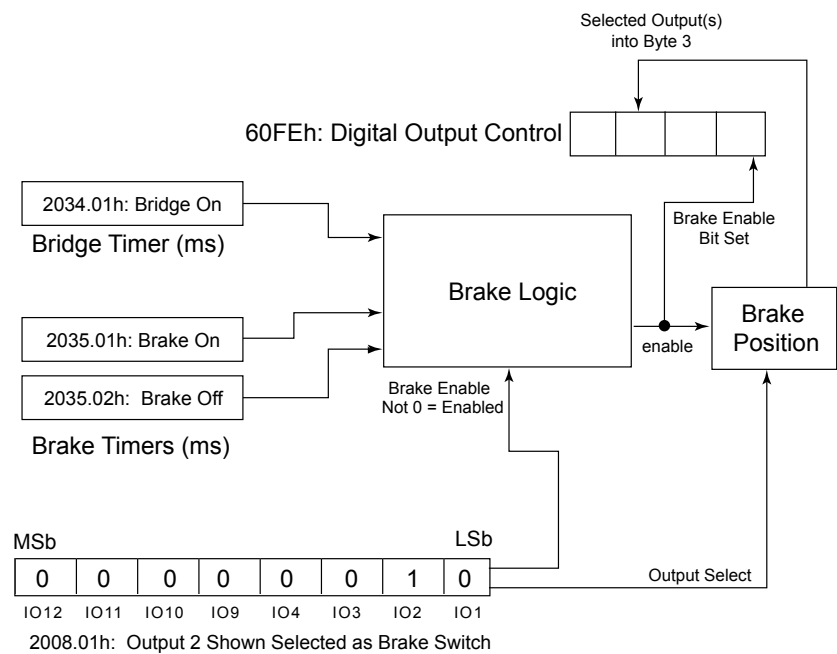 Selected Output(s)
into Byte 3
60FEh: Digital Output Control
2034.01h: Bridge On
Bridge Timer (ms)
Brake Enable
Bit Set
Brake Logic
Brake
Position
enable
2035.01h: Brake On
2035.02h: Brake Off
Brake Timers (ms)
Brake Enable
Not 0 = Enabled
MSb
LSb
0 0 0 0 0 0 1 0
Output Select
IO12 IO11 IO10 IO9 IO4 IO3 IO2 IO1
2008.01h: Output 2 Shown Selected as Brake Switch